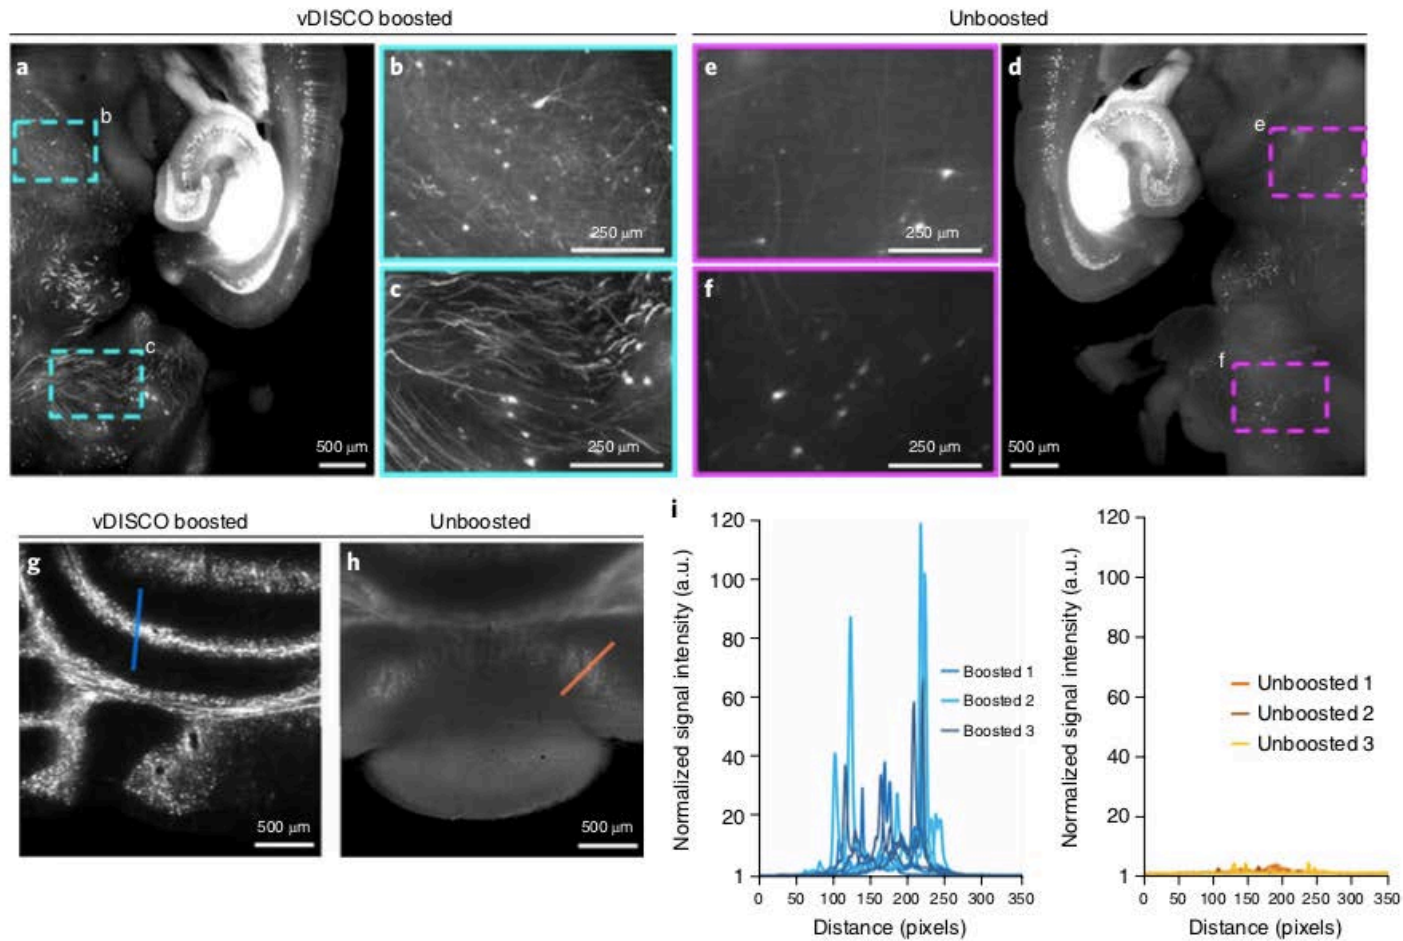 vDISCO boosted
Unboosted
a
b
c
500 µm
b
250 µm
c
250 µm
e
250 µm
f
250 µm
d
e
f
500 µm
vDISCO boosted
Unboosted
g
500 µm
h
500 µm
i
Normalized signal intensity (a.u.)
120
100
80
60
40
20
1
0 50 100 150 200 250 300 350
Distance (pixels)
Boosted 1
Boosted 2
Boosted 3
Normalized signal intensity (a.u.)
120
100
80
60
40
20
1
0 50 100 150 200 250 300 350
Distance (pixels)
Unboosted 1
Unboosted 2
Unboosted 3